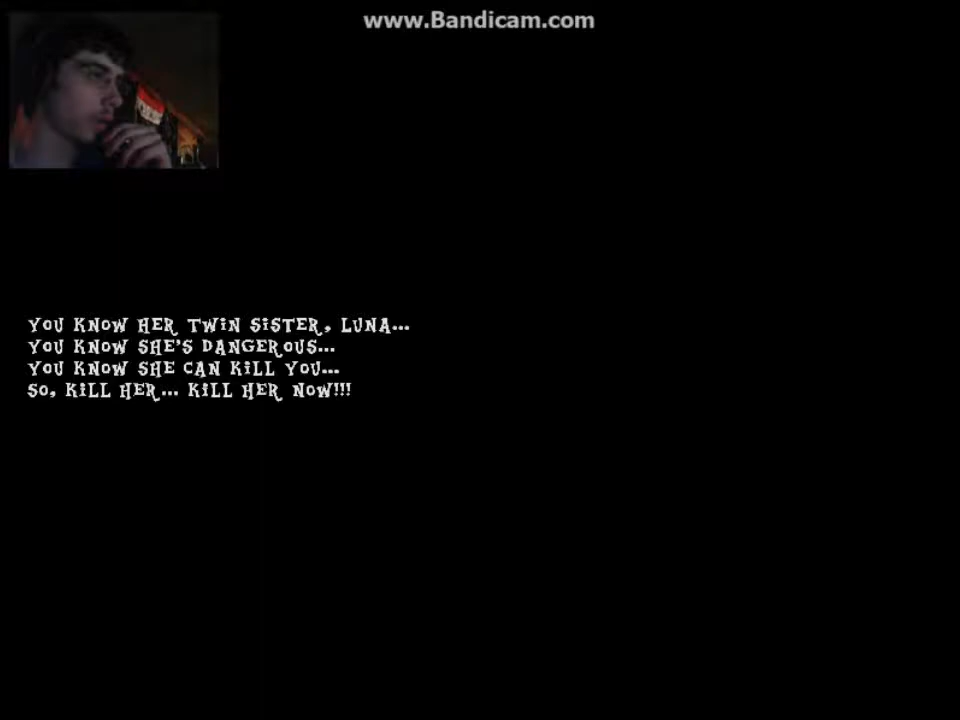 www.Bandicam.com
YOU KNOW HER TWIN SISTER, LUNA...
YOU KNOW SHE'S DANGEROUS...
YOU KNOW SHE CAN KILL YOU...
SO, KILL HER... KILL HER NOW!!!